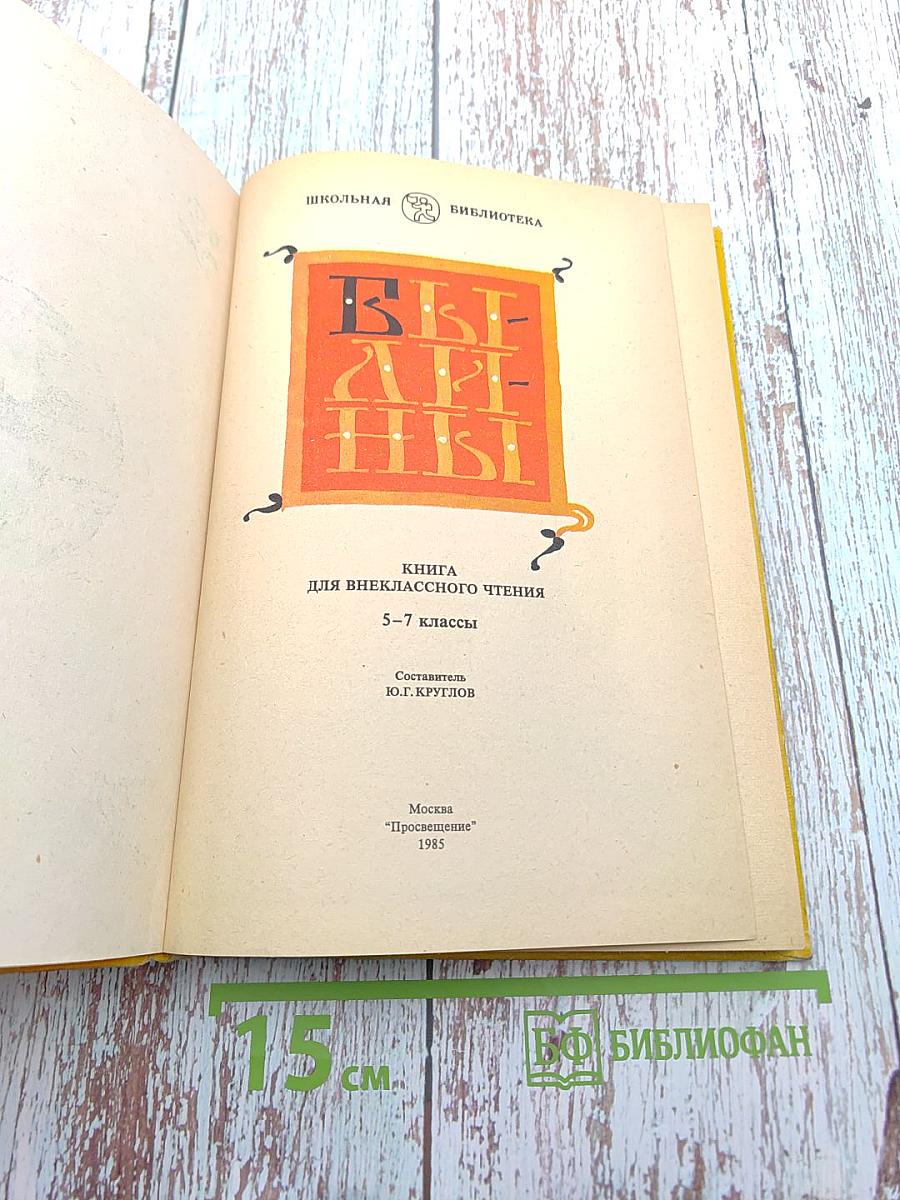 ШКОЛЬНАЯ БИБЛИОТЕКА
БЫ-
ЛИ-
НЫ
КНИГА
ДЛЯ ВНЕКЛАССНОГО ЧТЕНИЯ
5–7 классы
Составитель
Ю.Г.КРУГЛОВ
Москва
"Просвещение"
1985
15 см
БФ БИБЛИОФАН